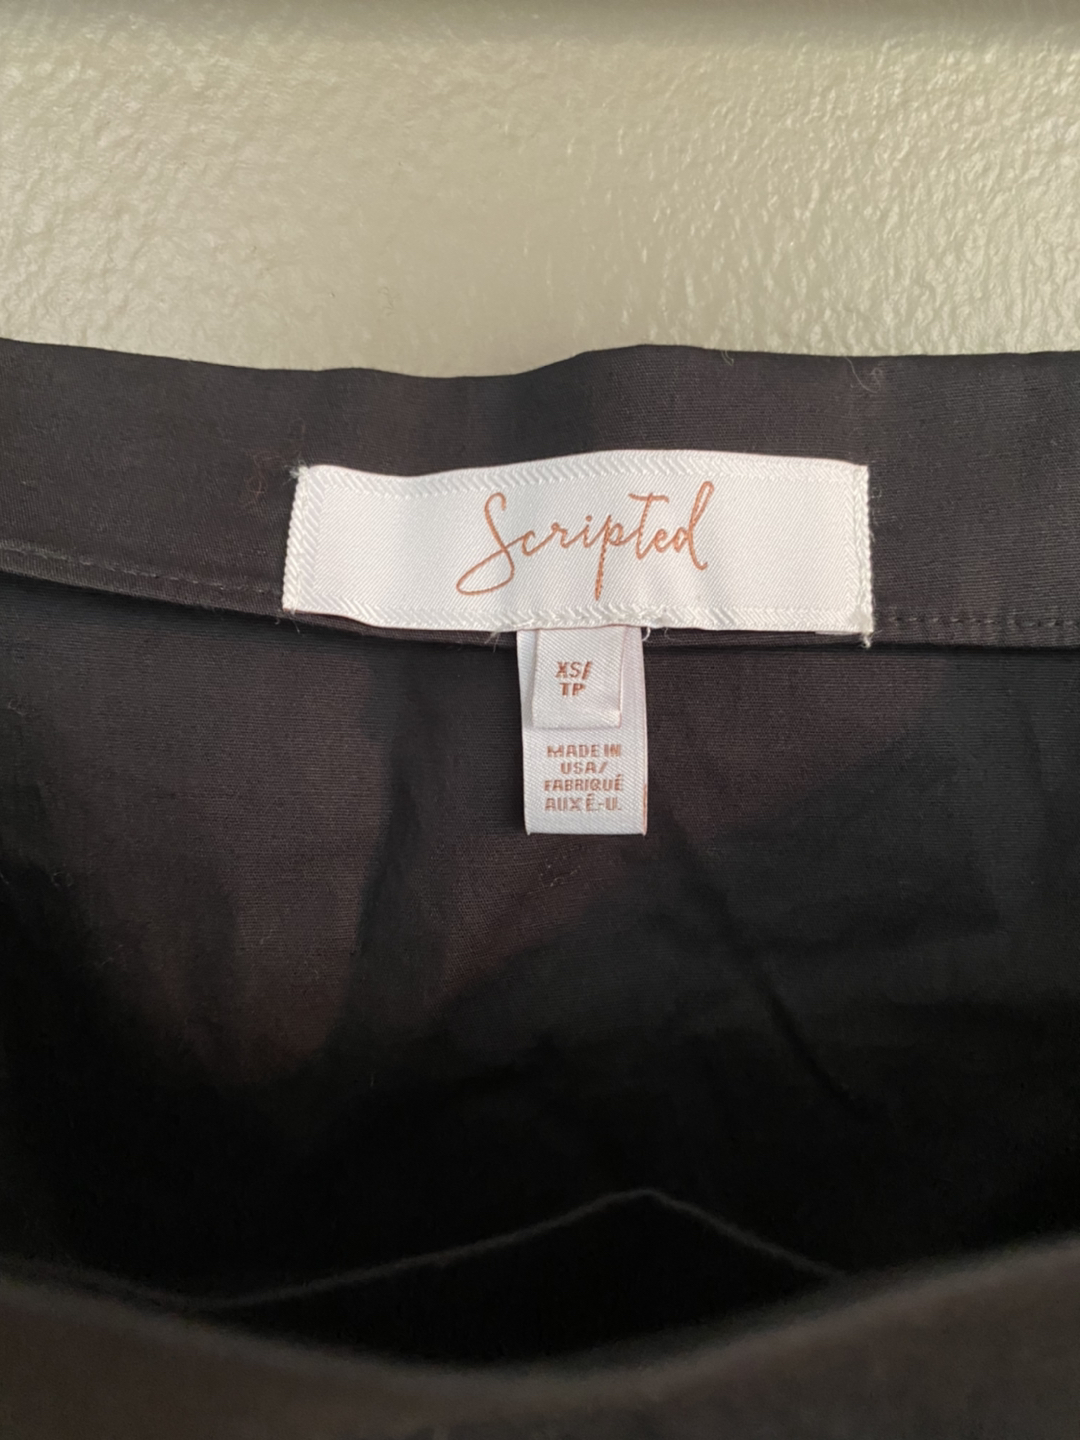 Scripted
XS/
TP
MADE IN
USA/
FABRIQUÉ
AUX É.-U.